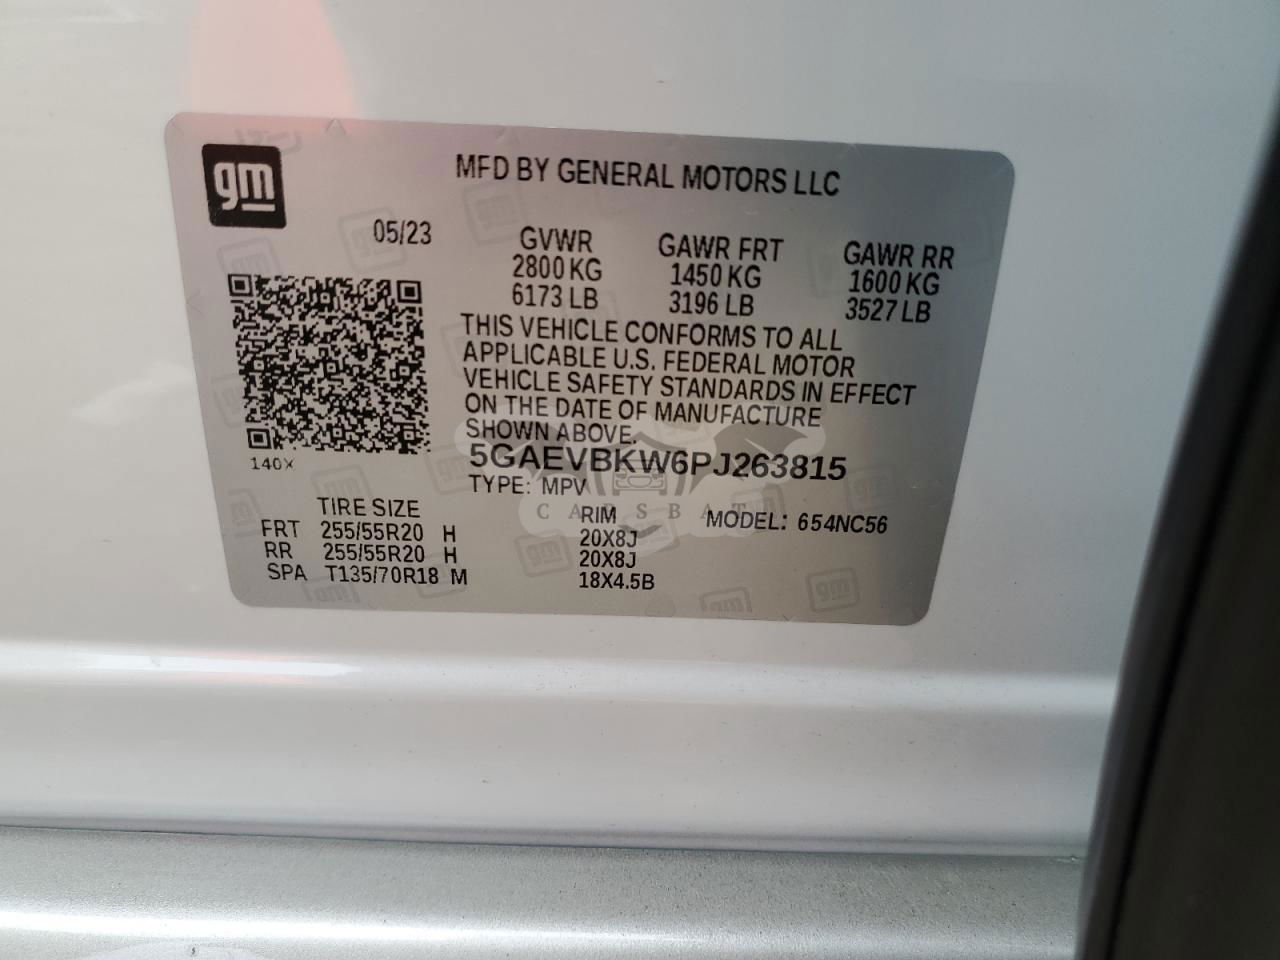 gm
MFD BY GENERAL MOTORS LLC
05/23
GVWR GAWR FRT GAWR RR
2800 KG 1450 KG 1600 KG
6173 LB 3196 LB 3527 LB
THIS VEHICLE CONFORMS TO ALL
APPLICABLE U.S. FEDERAL MOTOR
VEHICLE SAFETY STANDARDS IN EFFECT
ON THE DATE OF MANUFACTURE
SHOWN ABOVE.
140X
5GAEVBKW6PJ263815
TYPE: MPV
CARSBAT
TIRE SIZE RIM MODEL: 654NC56
FRT 255/55R20 H 20X8J
RR 255/55R20 H 20X8J
SPA T135/70R18 M 18X4.5B